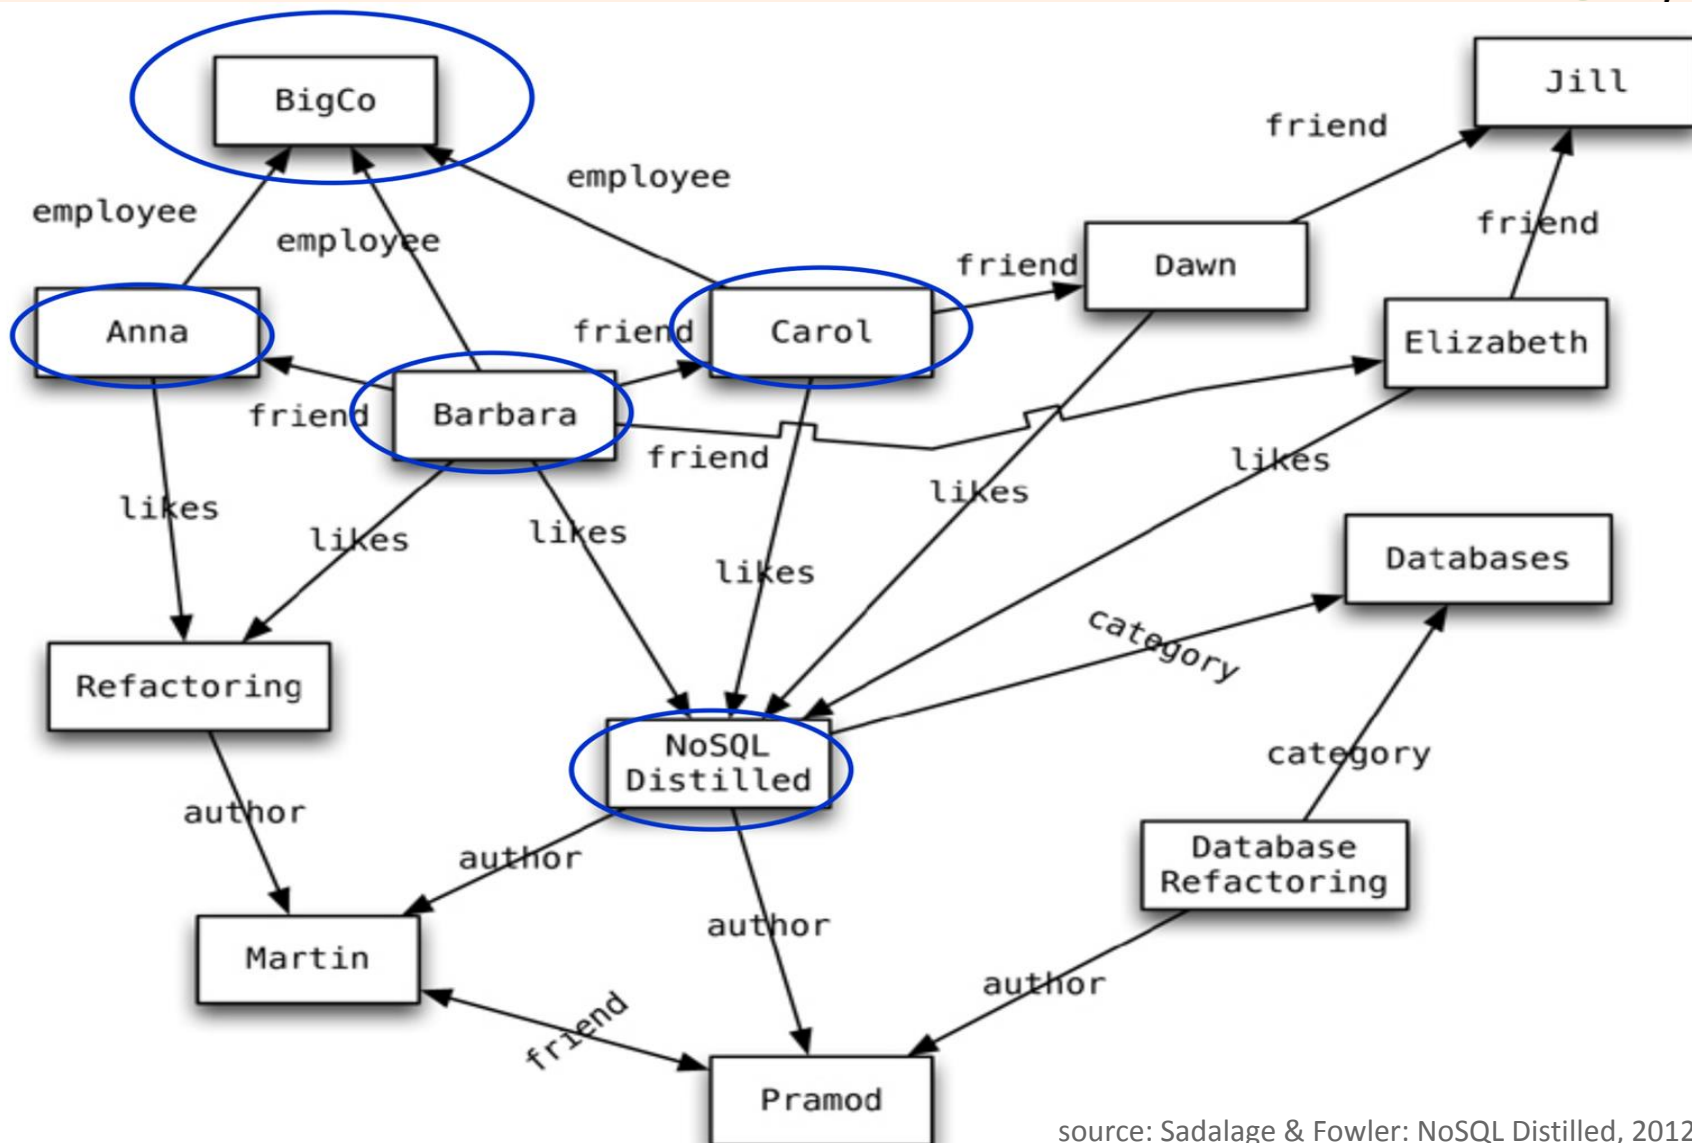 BigCo
Jill
friend
employee
employee
friend
employee
friend
Dawn
Anna
friend
Carol
Elizabeth
friend
Barbara
friend
likes
likes
likes
likes
likes
likes
Databases
category
Refactoring
NoSQL
Distilled
category
author
Database
Refactoring
author
author
Martin
author
friend
Pramod
source: Sadalage & Fowler: NoSQL Distilled, 2012